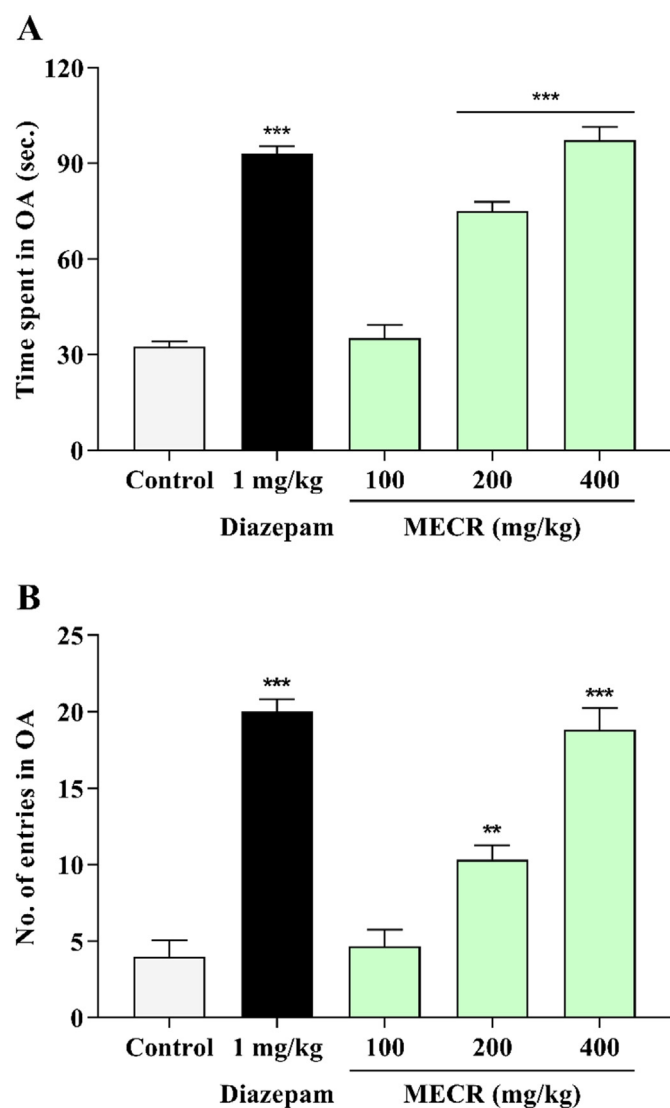 A
Time spent in OA (sec.)
120
90
60
30
0
***
***
Control 1 mg/kg 100 200 400
Diazepam MECR (mg/kg)
B
No. of entries in OA
25
20
15
10
5
0
***
**
***
Control 1 mg/kg 100 200 400
Diazepam MECR (mg/kg)